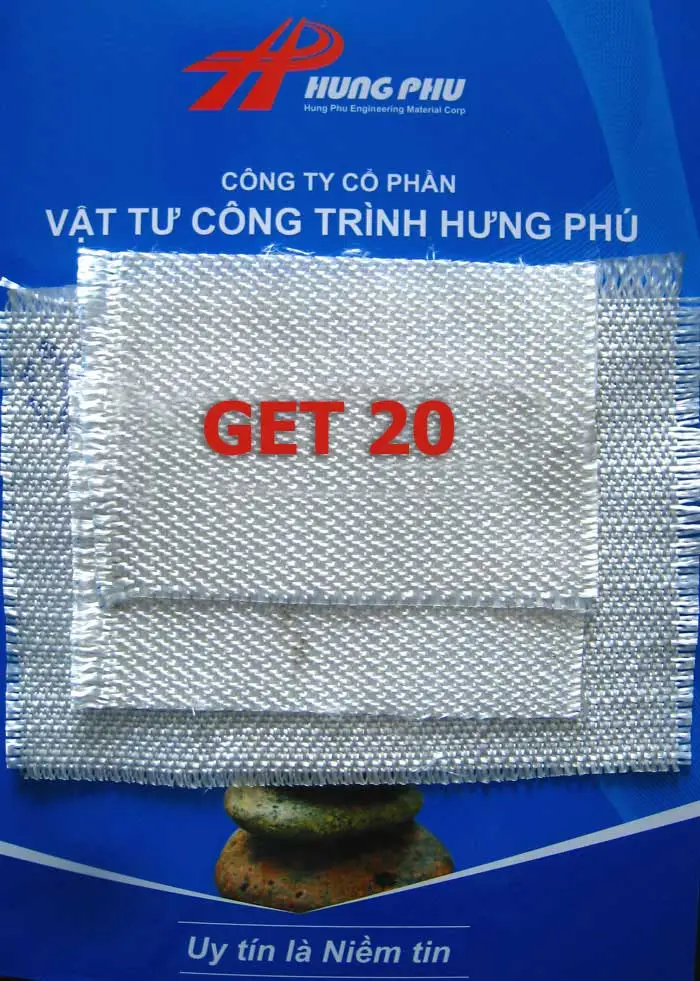 HUNG PHU
Hung Phu Engineering Material Corp
CÔNG TY CỔ PHẦN
VẬT TƯ CÔNG TRÌNH HƯNG PHÚ
GET 20
Uy tín là Niềm tin